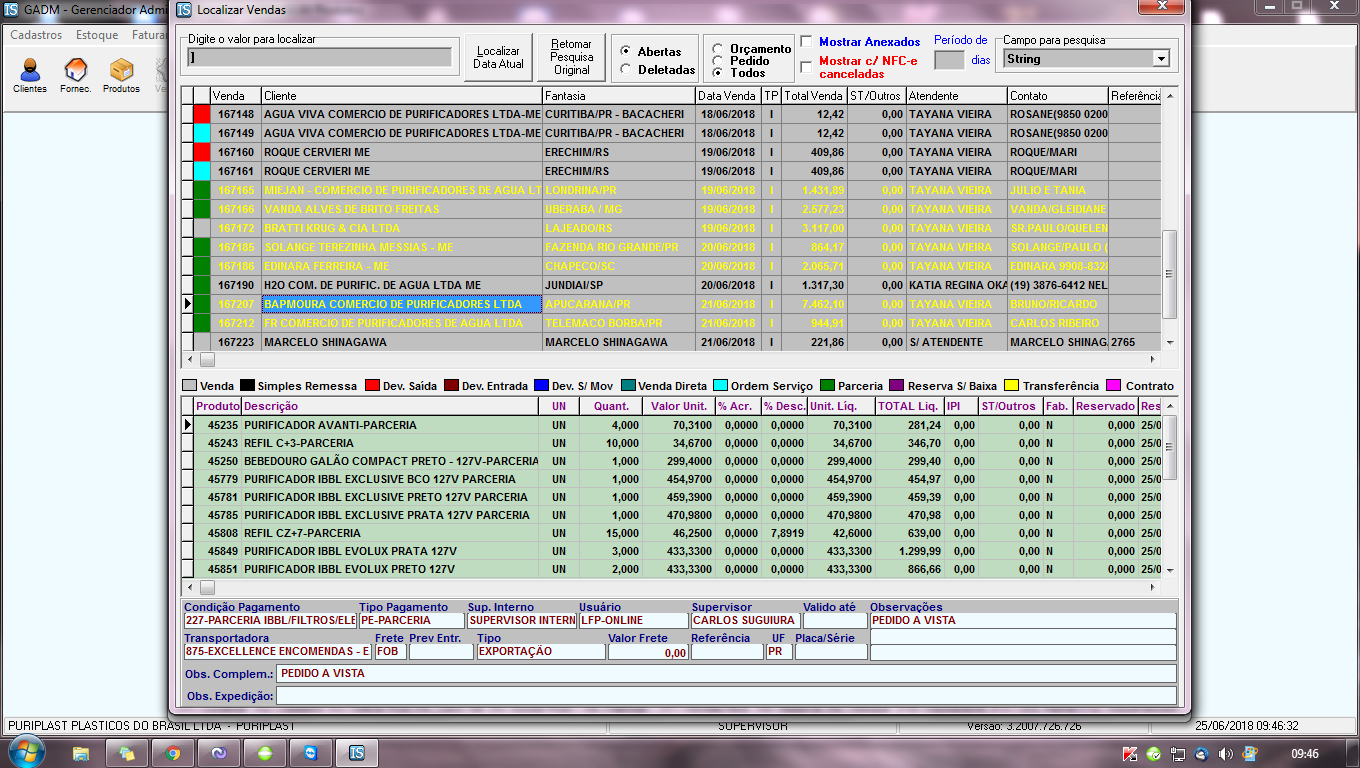 GADM - Gerenciador Admi
Localizar Vendas
Cadastros Estoque Fatura
Clientes Fornec. Produtos
Digite o valor para localizar
Localizar Data Atual
Retornar Pesquisa Original
Abertas
Deletadas
Orçamento
Pedido
Todos
Mostrar Anexados
Mostrar c/ NFC-e canceladas
Período de
dias
Campo para pesquisa
String
Venda Cliente Fantasia Data Venda TP Total Venda ST/Outros Atendente Contato Referência
167148 AGUA VIVA COMERCIO DE PURIFICADORES LTDA-ME CURITIBA/PR - BACACHERI 18/06/2018 I 12,42 0,00 TAYANA VIEIRA ROSANE(9850 0200
167149 AGUA VIVA COMERCIO DE PURIFICADORES LTDA-ME CURITIBA/PR - BACACHERI 18/06/2018 I 12,42 0,00 TAYANA VIEIRA ROSANE(9850 0200
167160 ROQUE CERVIERI ME ERECHIM/RS 19/06/2018 I 409,86 0,00 TAYANA VIEIRA ROQUE/MARI
167161 ROQUE CERVIERI ME ERECHIM/RS 19/06/2018 I 409,86 0,00 TAYANA VIEIRA ROQUE/MARI
167165 MIEJAN - COMERCIO DE PURIFICADORES DE AGUA LT LONDRINA/PR 19/06/2018 I 1.431,89 0,00 TAYANA VIEIRA JULIO E TANIA
167166 VANDA ALVES DE BRITO FREITAS UBERABA / MG 19/06/2018 I 2.577,23 0,00 TAYANA VIEIRA VANDA/GLEIDIANE
167172 BRATTI KRUG & CIA LTDA LAJEADO/RS 19/06/2018 I 3.117,00 0,00 TAYANA VIEIRA SR.PAULO/QUELEN
167185 SOLANGE TEREZINHA MESSIAS - ME FAZENDA RIO GRANDE/PR 20/06/2018 I 864,17 0,00 TAYANA VIEIRA SOLANGE/PAULO (
167186 EDINARA FERREIRA - ME CHAPECO/SC 20/06/2018 I 2.065,71 0,00 TAYANA VIEIRA EDINARA 9908-832
167190 H2O COM. DE PURIFIC. DE AGUA LTDA ME JUNDIAI/SP 20/06/2018 I 1.317,30 0,00 KATIA REGINA OKA (19) 3876-6412 NEL
167207 BAPMOURA COMERCIO DE PURIFICADORES LTDA APUCARANA/PR 21/06/2018 I 7.462,10 0,00 TAYANA VIEIRA BRUNO/RICARDO
167212 FR COMERCIO DE PURIFICADORES DE AGUA LTDA TELEMACO BORBA/PR 21/06/2018 I 944,91 0,00 TAYANA VIEIRA CARLOS RIBEIRO
167223 MARCELO SHINAGAWA MARCELO SHINAGAWA 21/06/2018 I 221,86 0,00 S/ ATENDENTE MARCELO SHINAG 2765
Venda Simples Remessa Dev. Saída Dev. Entrada Dev. S/ Mov Venda Direta Ordem Serviço Parceria Reserva S/ Baixa Transferência Contrato
Produto Descrição UN Quant. Valor Unit. % Acr. % Desc. Unit. Líq. TOTAL Liq. IPI ST/Outros Fab. Reservado Res
45235 PURIFICADOR AVANTI-PARCERIA UN 4,000 70,3100 0,0000 0,0000 70,3100 281,24 0,00 0,00 N 0,000 25/0
45243 REFIL C+3-PARCERIA UN 10,000 34,6700 0,0000 0,0000 34,6700 346,70 0,00 0,00 N 0,000 25/0
45250 BEBEDOURO GALÃO COMPACT PRETO - 127V-PARCERIA UN 1,000 299,4000 0,0000 0,0000 299,4000 299,40 0,00 0,00 N 0,000 25/0
45779 PURIFICADOR IBBL EXCLUSIVE BCO 127V PARCERIA UN 1,000 454,9700 0,0000 0,0000 454,9700 454,97 0,00 0,00 N 0,000 25/0
45781 PURIFICADOR IBBL EXCLUSIVE PRETO 127V PARCERIA UN 1,000 459,3900 0,0000 0,0000 459,3900 459,39 0,00 0,00 N 0,000 25/0
45785 PURIFICADOR IBBL EXCLUSIVE PRATA 127V PARCERIA UN 1,000 470,9800 0,0000 0,0000 470,9800 470,98 0,00 0,00 N 0,000 25/0
45808 REFIL CZ+7-PARCERIA UN 15,000 46,2500 0,0000 7,8919 42,6000 639,00 0,00 0,00 N 0,000 25/0
45849 PURIFICADOR IBBL EVOLUX PRATA 127V UN 3,000 433,3300 0,0000 0,0000 433,3300 1.299,99 0,00 0,00 N 0,000 25/0
45851 PURIFICADOR IBBL EVOLUX PRETO 127V UN 2,000 433,3300 0,0000 0,0000 433,3300 866,66 0,00 0,00 N 0,000 25/0
Condição Pagamento Tipo Pagamento Sup. Interno Usuário Supervisor Valido até Observações
227-PARCERIA IBBL/FILTROS/ELE PE-PARCERIA SUPERVISOR INTERN LFP-ONLINE CARLOS SUGUIURA PEDIDO A VISTA
Transportadora Frete Prev Entr. Tipo Valor Frete Referência UF Placa/Série
875-EXCELLENCE ENCOMENDAS - E FOB EXPORTAÇÃO 0,00 PR
Obs. Complem.: PEDIDO A VISTA
Obs. Expedição:
PURIPLAST PLASTICOS DO BRASIL LTDA - PURIPLAST SUPERVISOR Versão: 3.2007.726.726 25/06/2018 09:46:32
09:46